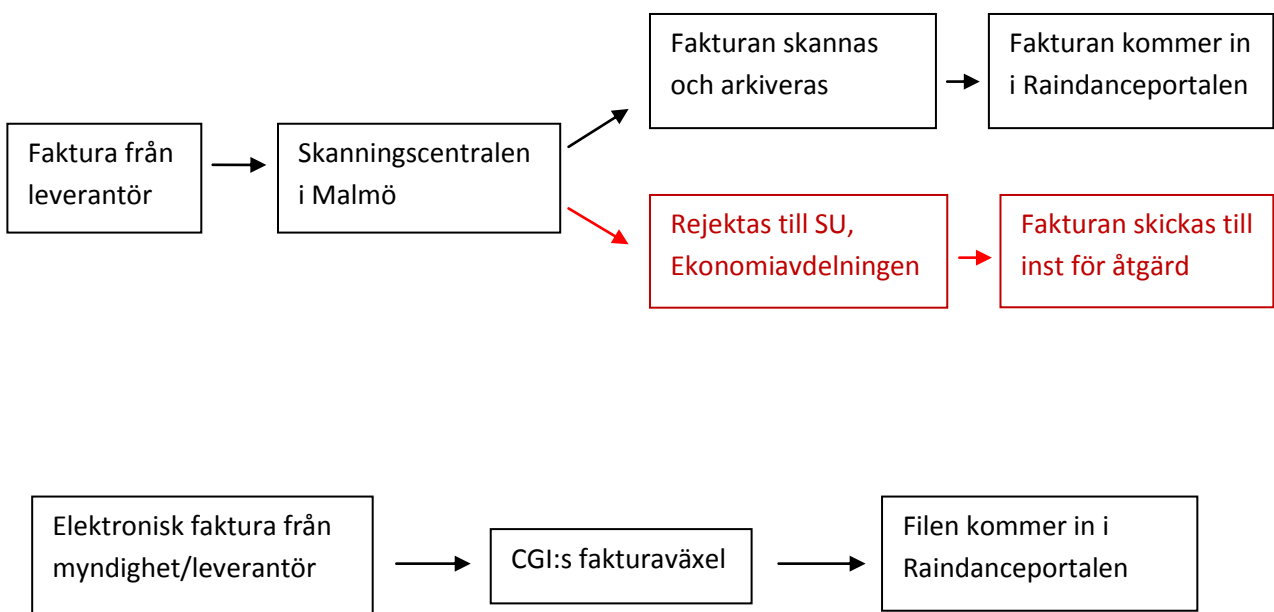 Faktura från
leverantör
Skanningscentralen
i Malmö
Fakturan skannas
och arkiveras
Fakturan kommer in
i Raindanceportalen
Rejektas till SU,
Ekonomiavdelningen
Fakturan skickas till
inst för åtgärd
Elektronisk faktura från
myndighet/leverantör
CGI:s fakturaväxel
Filen kommer in i
Raindanceportalen